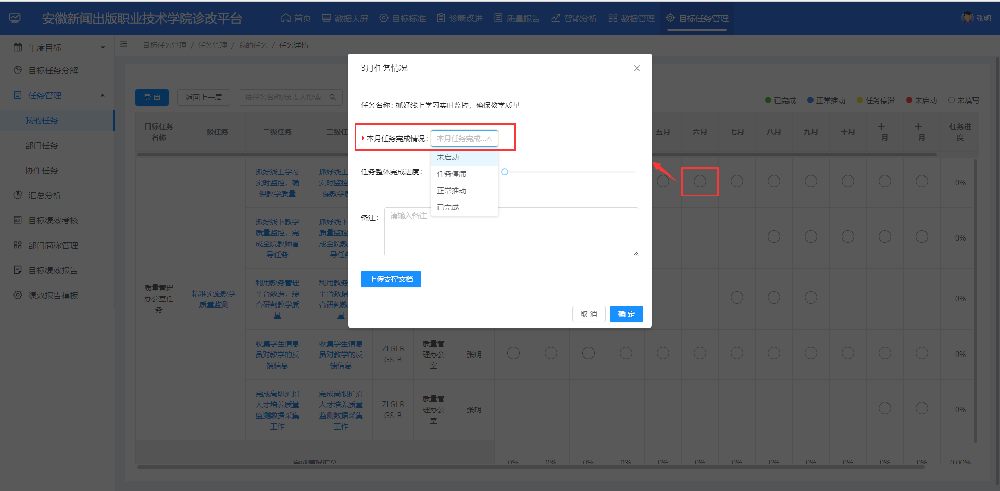 安徽新闻出版职业技术学院诊改平台
首页
数据大屏
目标标准
诊断改进
质量报告
智能分析
数据管理
目标任务管理
张明
年度目标
目标任务分解
任务管理
我的任务
部门任务
协作任务
汇总分析
目标绩效考核
部门简称管理
目标绩效报告
绩效报告模板
目标任务管理 / 任务管理 / 我的任务 / 任务详情
导 出
返回上一层
按任务名称/负责人搜索
已完成
正常推动
任务停滞
未启动
未填写
目标任务
名称
一级任务
二级任务
三级任
五月
六月
七月
八月
九月
十月
十一
月
十二
月
任务进
度
质量管理
办公室任
务
精准实施教学
质量监测
抓好线上学习
实时监控，确
保教学质量
抓好线上
实时监控
保教学质
0%
抓好线下教学
质量监控，完
成全院教师督
导任务
抓好线下
质量监控
成全院教
导任务
0%
利用教务管理
平台数据，综
合研判教学质
量
利用教务
平台数据
合研判教
量
0%
收集学生信息
员对教学的反
馈信息
收集学生信息
员对教学的反
馈信息
ZLGLB
GS-B
质量管
理办公
室
张明
0%
完成高职扩招
人才培养质量
监测数据采集
工作
完成高职扩招
人才培养质量
监测数据采集
工作
ZLGLB
GS-B
质量管
理办公
室
张明
0%
完成情况汇总
0%
0%
0%
0%
0%
0%
0%
0%
0%
0%
0%
0%
0.00%
3月任务情况
任务名称：抓好线上学习实时监控，确保教学质量
* 本月任务完成情况：
本月任务完成...
未启动
任务停滞
正常推动
已完成
任务整体完成进度：
备注：
请输入备注
上传支撑文档
取 消
确 定